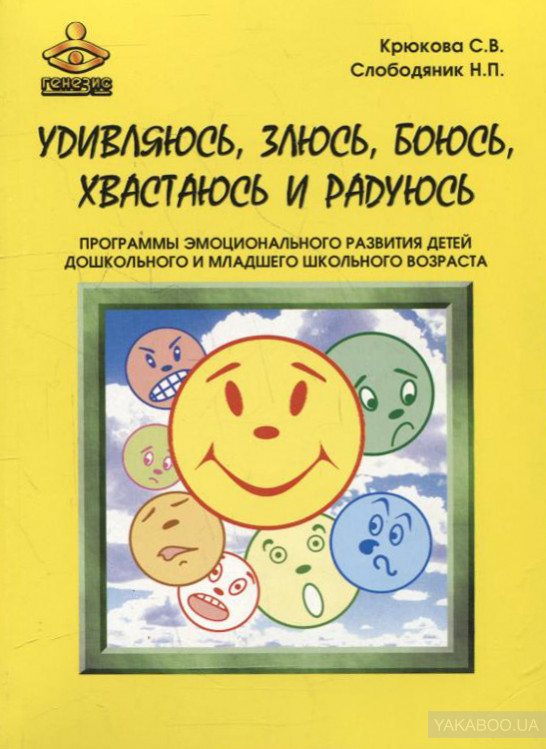 генезис
Крюкова С.В.
Слободяник Н.П.
УДИВЛЯЮСЬ, ЗЛЮСЬ, БОЮСЬ,
ХВАСТАЮСЬ И РАДУЮСЬ
ПРОГРАММЫ ЭМОЦИОНАЛЬНОГО РАЗВИТИЯ ДЕТЕЙ
ДОШКОЛЬНОГО И МЛАДШЕГО ШКОЛЬНОГО ВОЗРАСТА
YAKABOO.UA